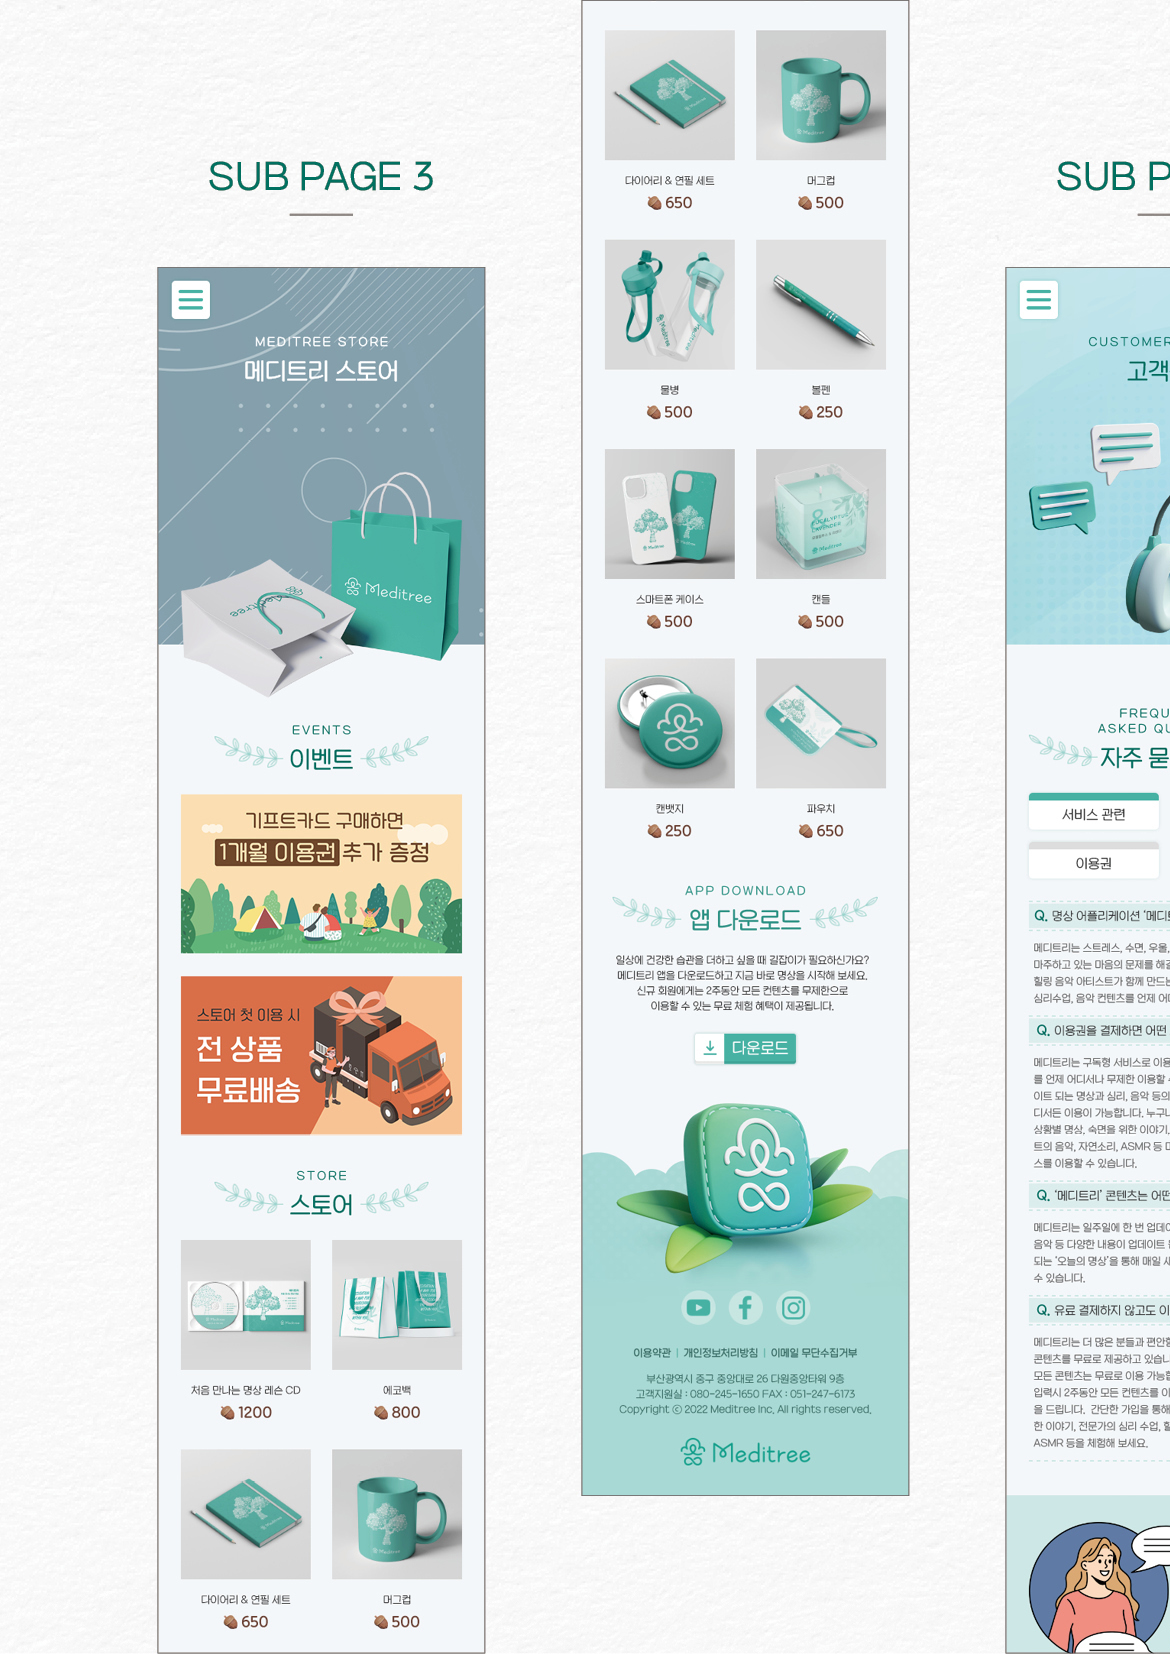 SUB PAGE 3
MEDITREE STORE
메디트리 스토어
Meditree
Meditree
EVENTS
이벤트
기프트카드 구매하면
1개월 이용권 추가 증정
스토어 첫 이용 시
전 상품
무료배송
STORE
스토어
처음 만나는 명상 레슨 CD
1200
에코백
800
다이어리 & 연필 세트
650
머그컵
500
다이어리 & 연필 세트
650
머그컵
500
물병
500
볼펜
250
스마트폰 케이스
500
캔들
500
캔뱃지
250
파우치
650
APP DOWNLOAD
앱 다운로드
일상에 건강한 습관을 더하고 싶을 때 길잡이가 필요하신가요?
메디트리 앱을 다운로드하고 지금 바로 명상을 시작해 보세요.
신규 회원에게는 2주동안 모든 컨텐츠를 무제한으로
이용할 수 있는 무료 체험 혜택이 제공됩니다.
다운로드
이용약관 | 개인정보처리방침 | 이메일 무단수집거부
부산광역시 중구 중앙대로 26 다원중앙타워 9층
고객지원실 : 080-245-1650 FAX : 051-247-6173
Copyright ⓒ 2022 Meditree Inc. All rights reserved.
Meditree
SUB P
CUSTOMER
고객
FREQU
ASKED QU
자주 묻
서비스 관련
이용권
Q. 명상 어플리케이션 '메디트
메디트리는 스트레스, 수면, 우울,
마주하고 있는 마음의 문제를 해결
힐링 음악 아티스트가 함께 만드는
심리수업, 음악 컨텐츠를 언제 어디
Q. 이용권을 결제하면 어떤
메디트리는 구독형 서비스로 이용
를 언제 어디서나 무제한 이용할 수
이트 되는 명상과 심리, 음악 등의
디서든 이용이 가능합니다. 누구나
상황별 명상, 숙면을 위한 이야기,
트의 음악, 자연소리, ASMR 등 다
스를 이용할 수 있습니다.
Q. '메디트리' 콘텐츠는 어떤
메디트리는 일주일에 한 번 업데이
음악 등 다양한 내용이 업데이트
되는 '오늘의 명상'을 통해 매일 새
수 있습니다.
Q. 유료 결제하지 않고도 이
메디트리는 더 많은 분들과 편안함
콘텐츠를 무료로 제공하고 있습니
모든 콘텐츠는 무료로 이용 가능합
입력시 2주동안 모든 컨텐츠를 이
을 드립니다. 간단한 가입을 통해
한 이야기, 전문가의 심리 수업, 힐
ASMR 등을 체험해 보세요.